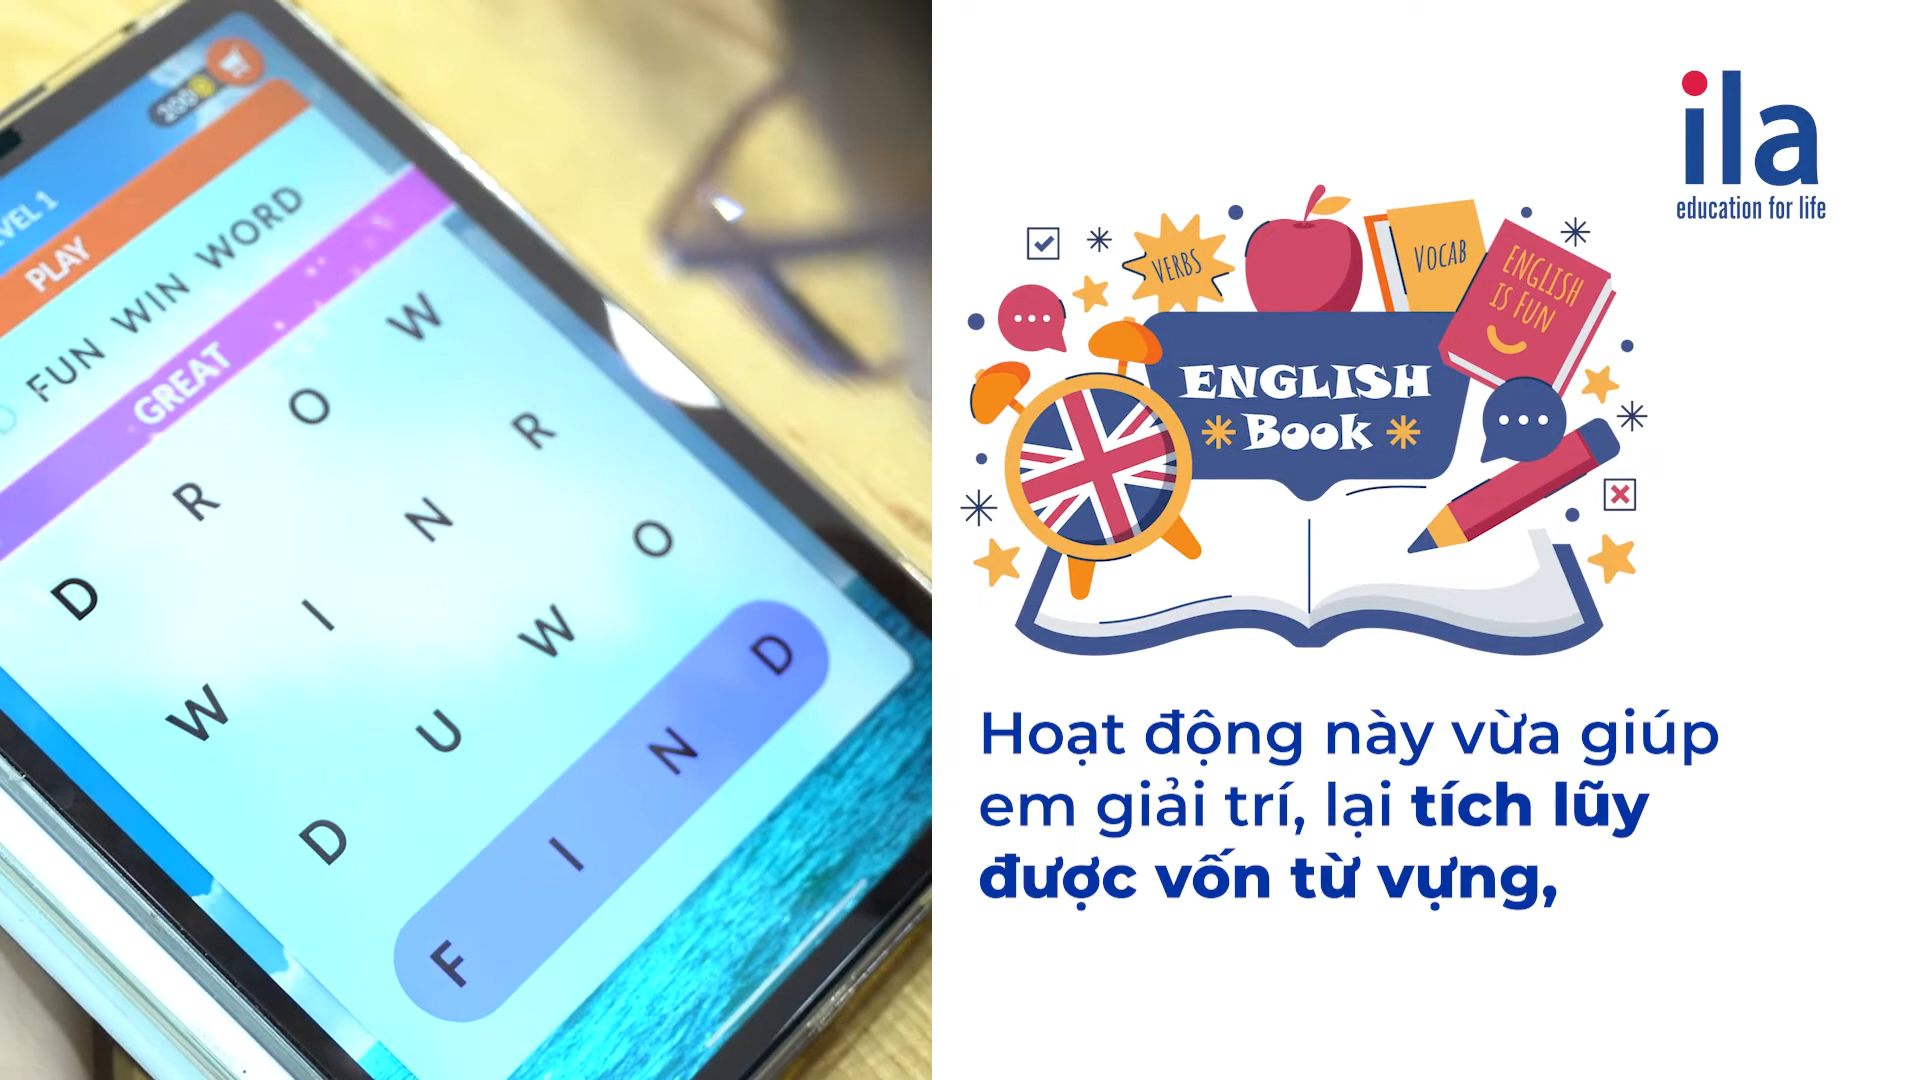 288
LEVEL 1
PLAY
FUN WIN WORD
GREAT
D R O W
W I N R
D U W O
F I N D
ila
education for life
VERBS
VOCAB
ENGLISH
IS FUN
ENGLISH
Book
Hoạt động này vừa giúp
em giải trí, lại tích lũy
được vốn từ vựng,